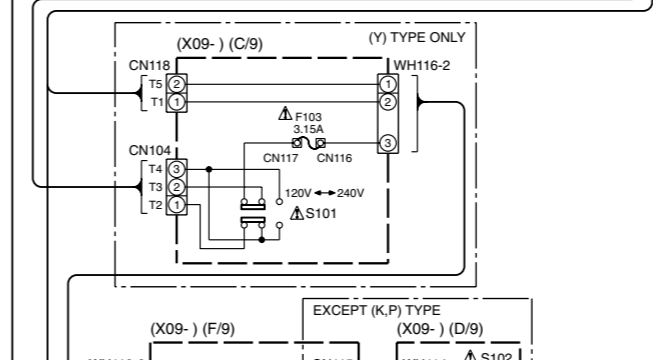 (Y) TYPE ONLY
(X09- ) (C/9)
CN118
WH116-2
T5 2
1
T1 1
2
F103
3.15A
3
CN117 CN116
CN104
T4 3
T3 2
T2 1
120V 240V
S101
EXCEPT (K,P) TYPE
(X09- ) (F/9)
(X09- ) (D/9)
S102